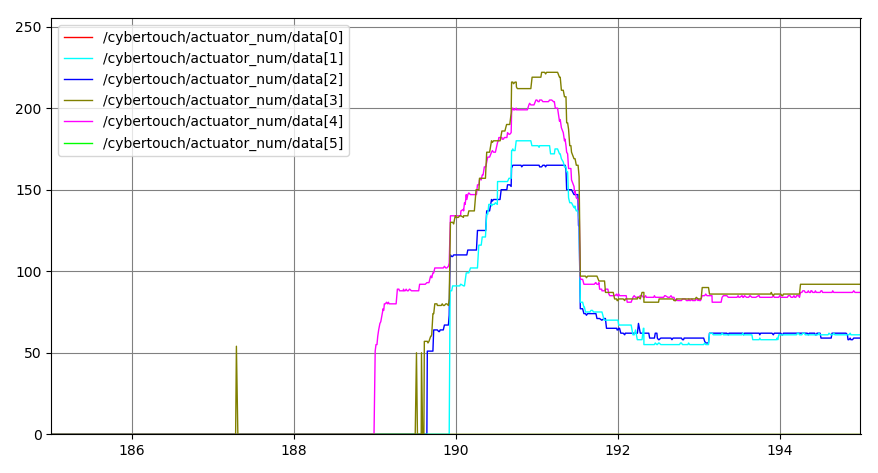 250
200
150
100
50
0
/cybertouch/actuator_num/data[0]
/cybertouch/actuator_num/data[1]
/cybertouch/actuator_num/data[2]
/cybertouch/actuator_num/data[3]
/cybertouch/actuator_num/data[4]
/cybertouch/actuator_num/data[5]
186 188 190 192 194